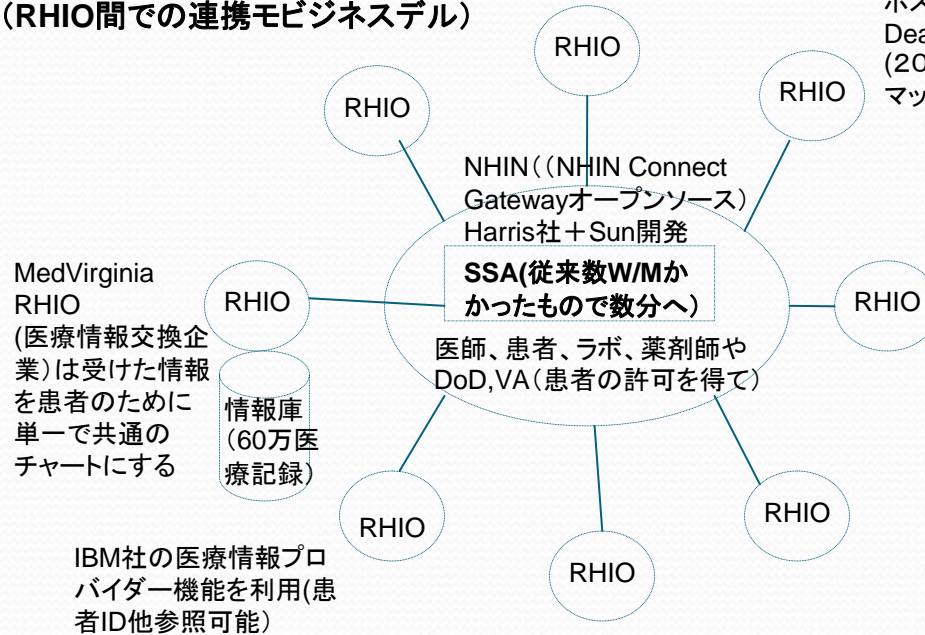 （RHIO間での連携モビジネスデル）
Dea
(２０
マッ
RHIO
RHIO
RHIO
NHIN（（NHIN Connect
Gatewayオープンソース）
Harris社＋Sun開発
SSA(従来数W/Mか
かったもので数分へ）
医師、患者、ラボ、薬剤師や
DoD,VA（患者の許可を得て）
MedVirginia
RHIO
(医療情報交換企
業）は受けた情報
を患者のために
単一で共通の
チャートにする
RHIO
RHIO
情報庫
（60万医
療記録）
RHIO
RHIO
RHIO
IBM社の医療情報プロ
バイダー機能を利用(患
者ID他参照可能）